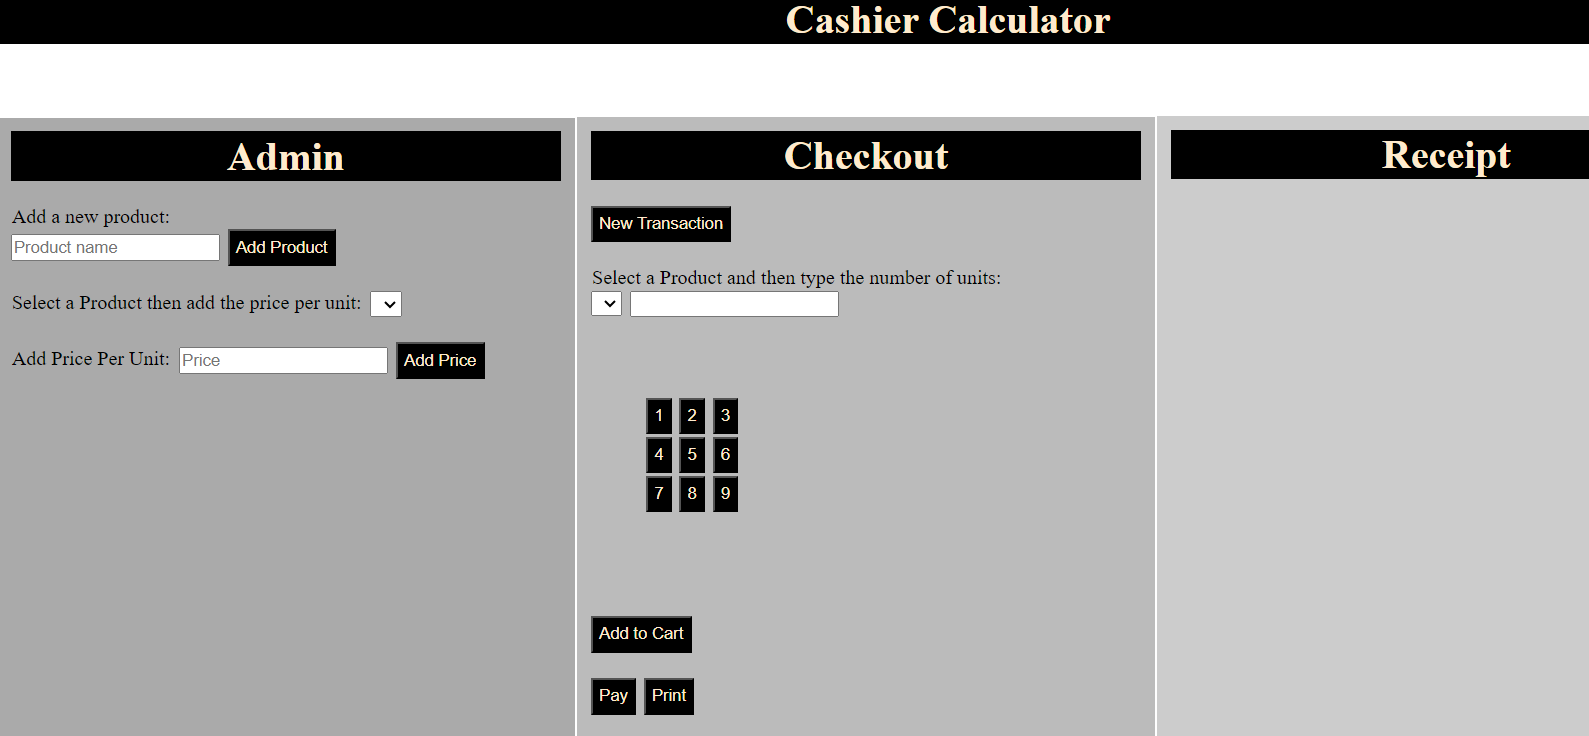 Cashier Calculator
Admin
Add a new product:
Product name Add Product
Select a Product then add the price per unit:
Add Price Per Unit: Price Add Price
Checkout
New Transaction
Select a Product and then type the number of units:
1 2 3
4 5 6
7 8 9
Add to Cart
Pay Print
Receipt